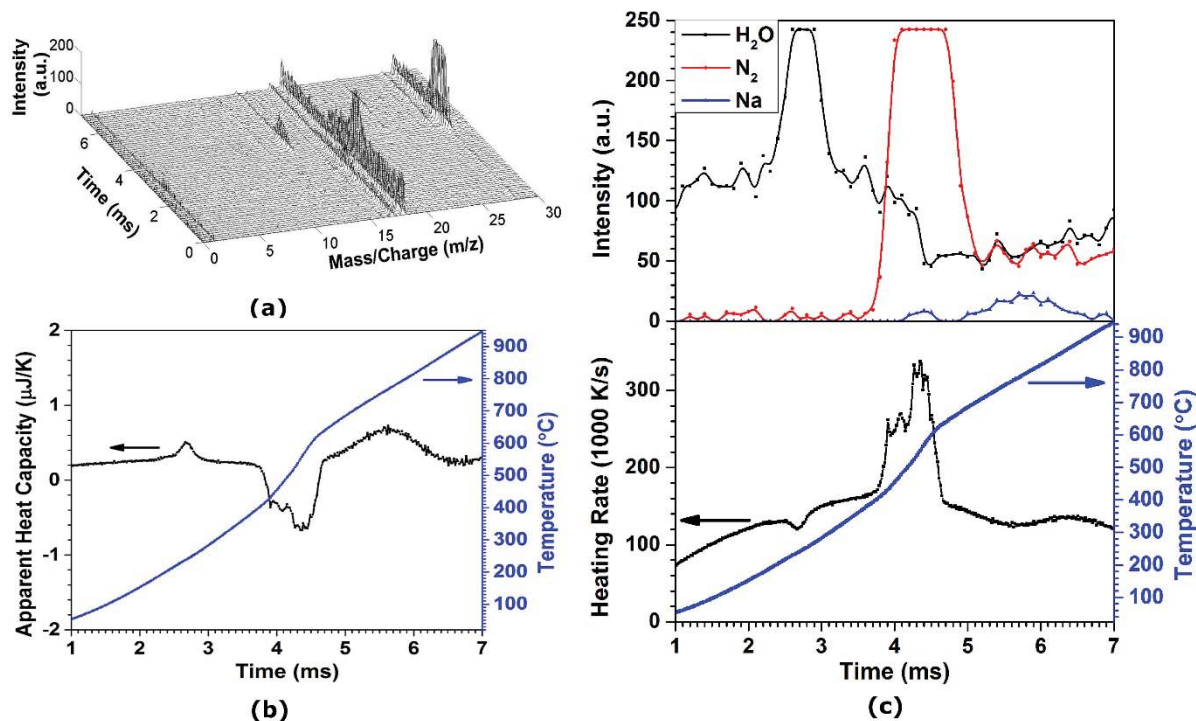 200
100
0
Intensity
(a.u.)
6
4
2
0
Time (ms)
0
5
10
15
20
25
30
Mass/Charge (m/z)
(a)
2
1
0
-1
-2
Apparent Heat Capacity (μJ/K)
900
800
700
600
500
400
300
200
100
Temperature (°C)
1 2 3 4 5 6 7
Time (ms)
(b)
H₂O
N₂
Na
250
200
150
100
50
0
Intensity (a.u.)
300
200
100
0
Heating Rate (1000 K/s)
900
800
700
600
500
400
300
200
100
Temperature (°C)
1 2 3 4 5 6 7
Time (ms)
(c)